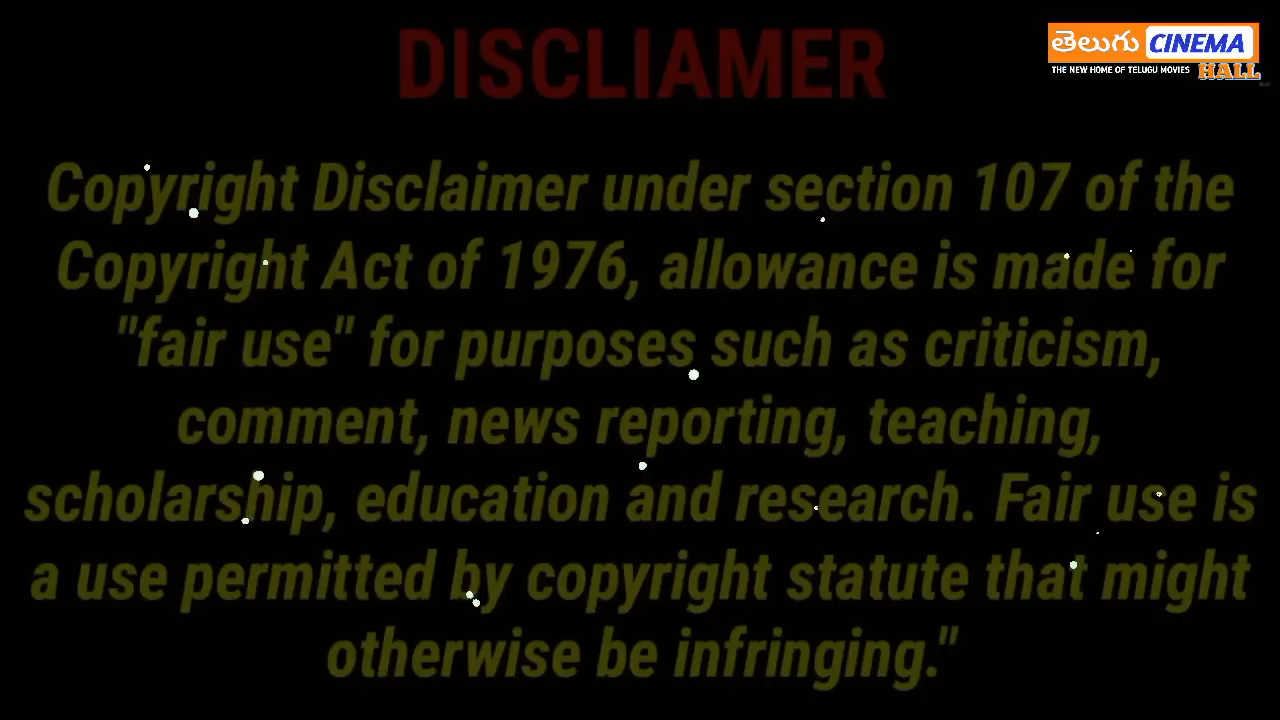 తెలుగు CINEMA
THE NEW HOME OF TELUGU MOVIES HALL
DISCLIAMER
Copyright Disclaimer under section 107 of the
Copyright Act of 1976, allowance is made for
"fair use" for purposes such as criticism,
comment, news reporting, teaching,
scholarship, education and research. Fair use is
a use permitted by copyright statute that might
otherwise be infringing."